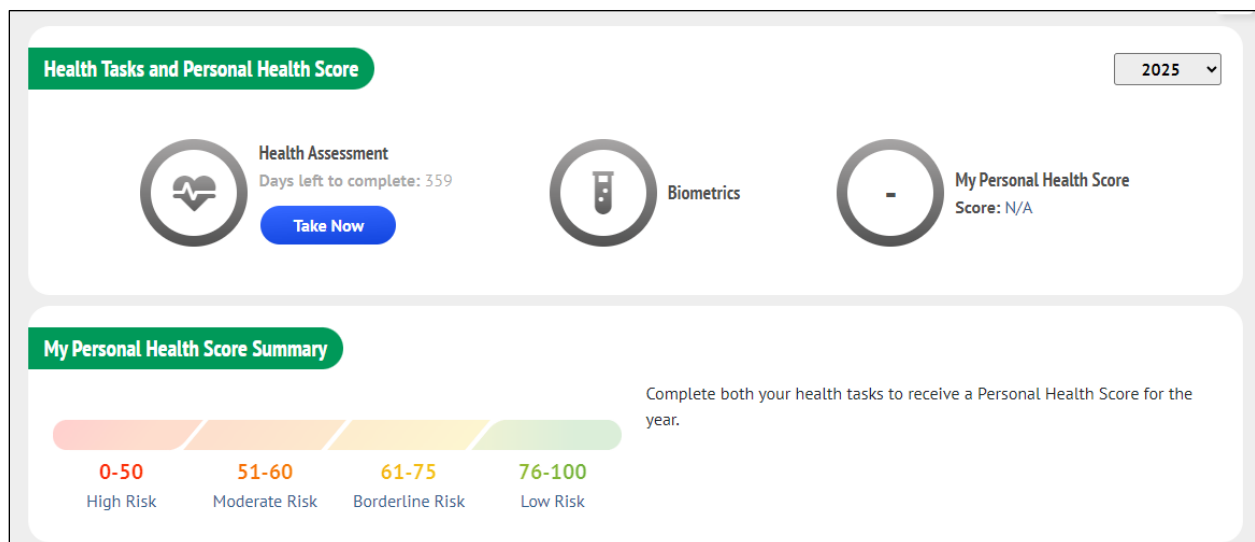 Health Tasks and Personal Health Score
2025
Health Assessment
Days left to complete: 359
Take Now
Biometrics
-
My Personal Health Score
Score: N/A
My Personal Health Score Summary
Complete both your health tasks to receive a Personal Health Score for the
year.
0-50
High Risk
51-60
Moderate Risk
61-75
Borderline Risk
76-100
Low Risk